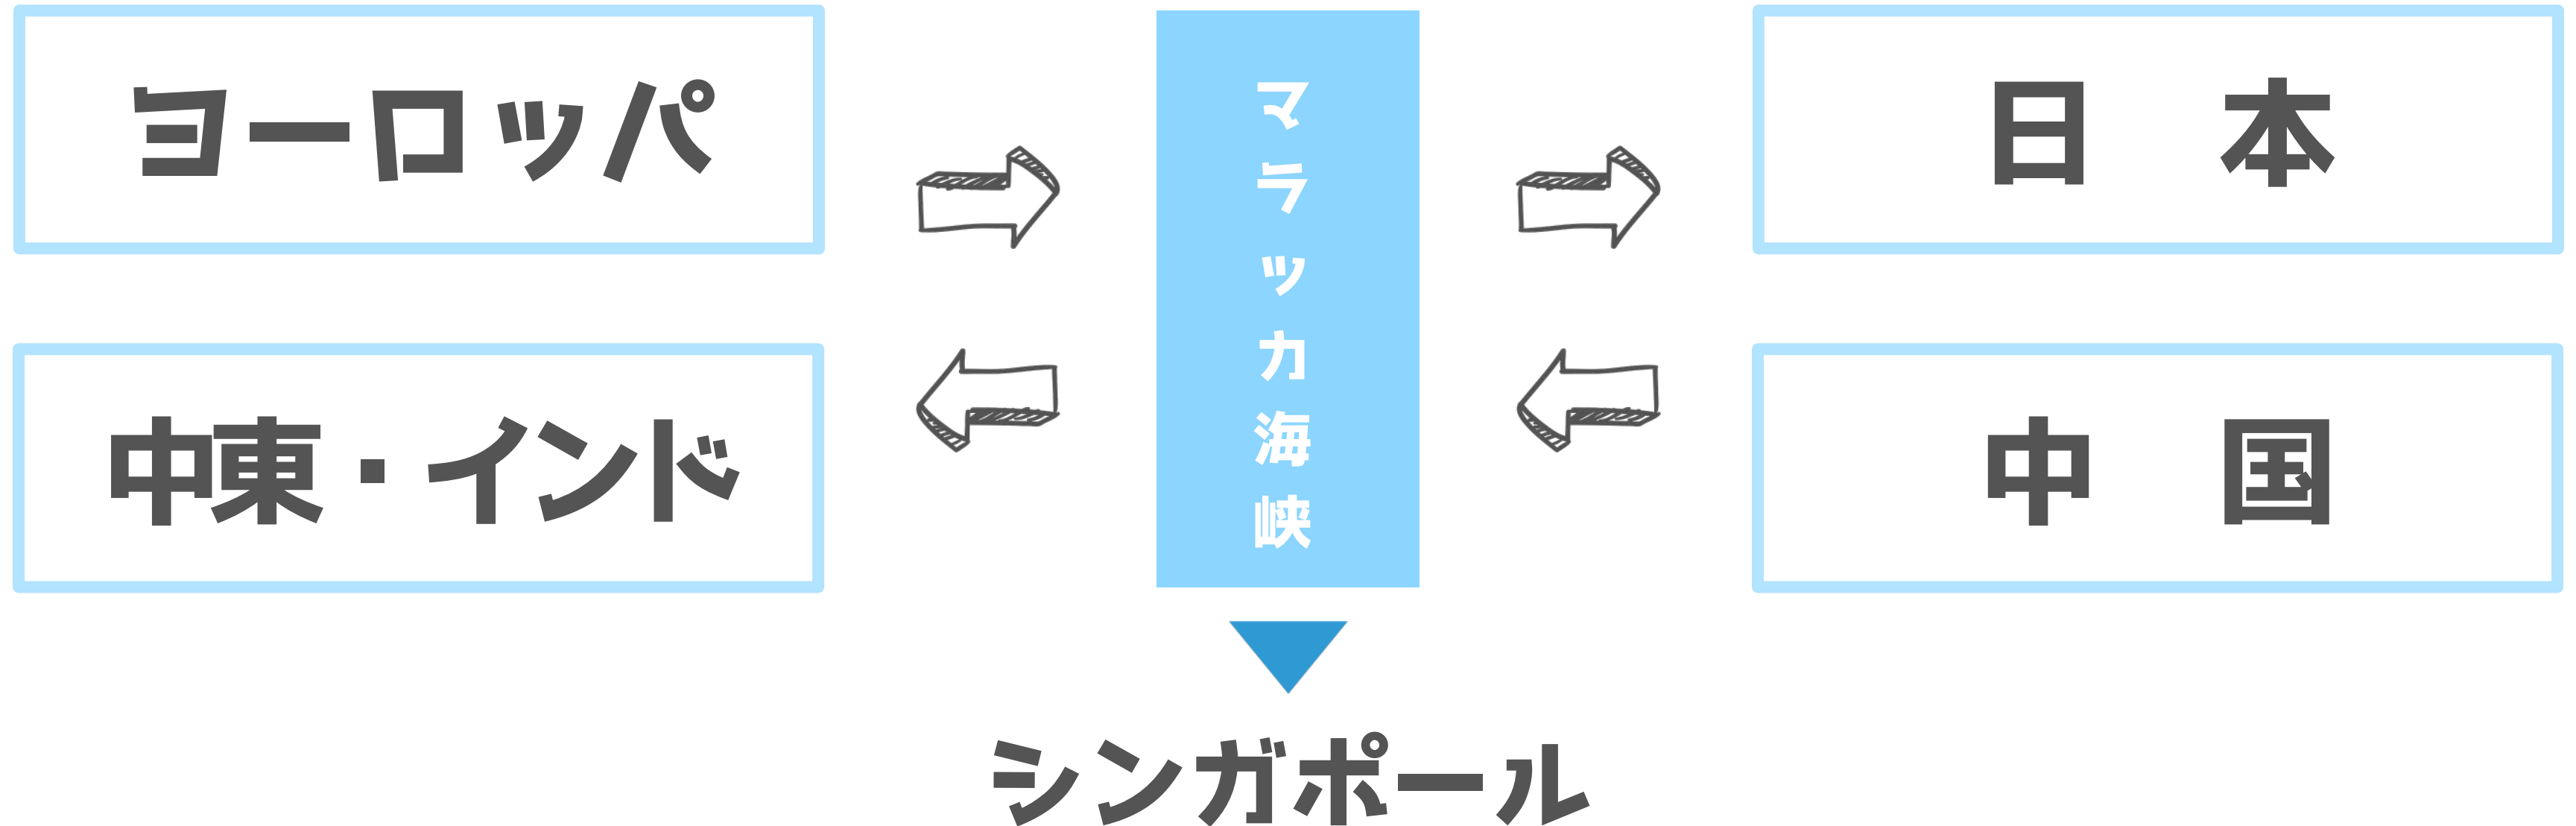 ヨーロッパ
中東・インド
マラッカ海峡
日本
中国
シンガポール